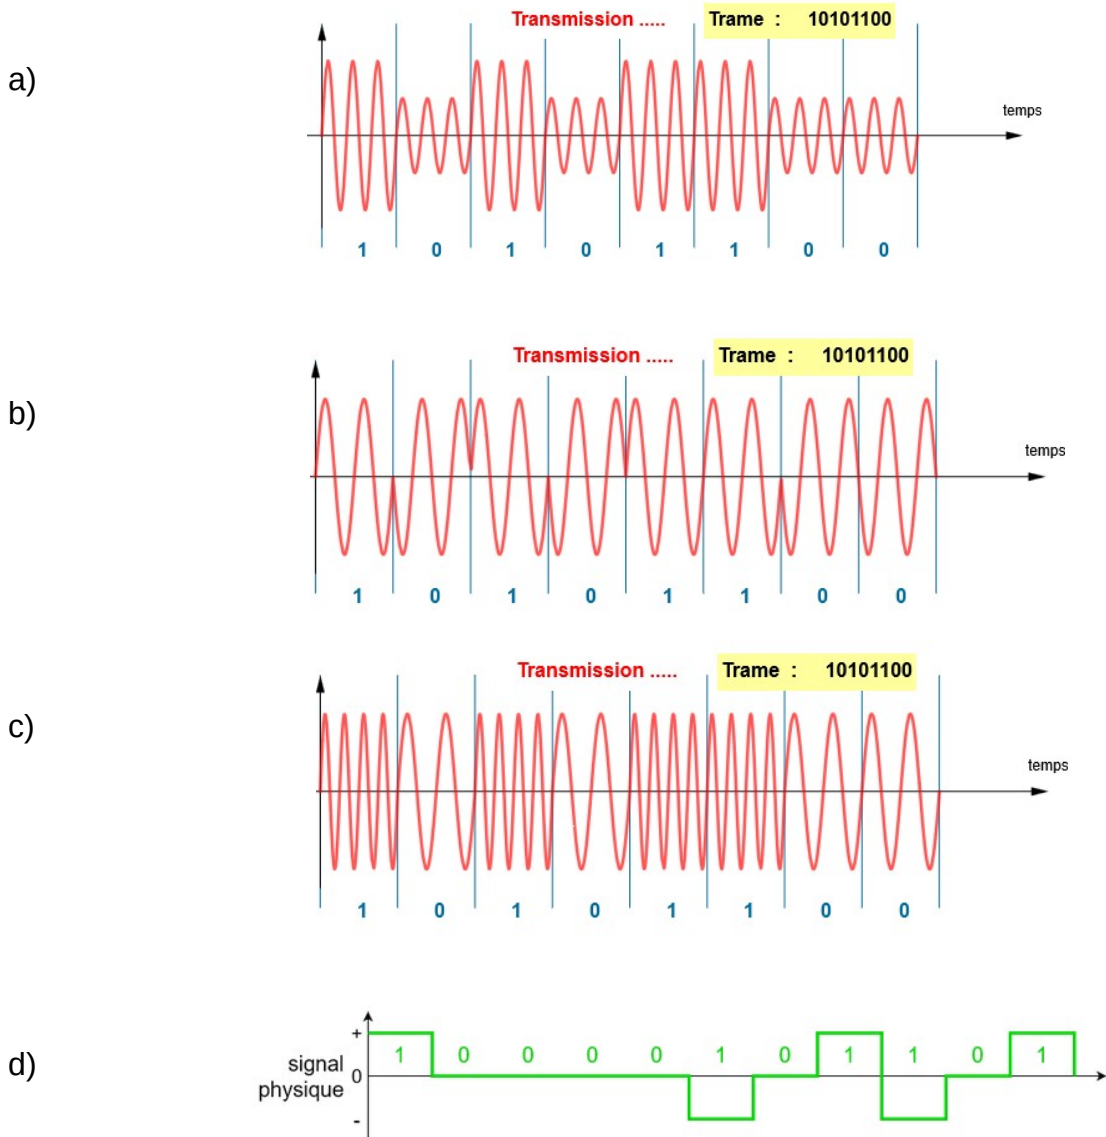 Transmission ..... Trame : 10101100
a)
temps
1 0 1 0 1 1 0 0
Transmission ..... Trame : 10101100
b)
temps
1 0 1 0 1 1 0 0
Transmission ..... Trame : 10101100
c)
temps
1 0 1 0 1 1 0 0
+
1 0 0 0 0 1 0 1 1 0 1
d)
signal
physique
0
-